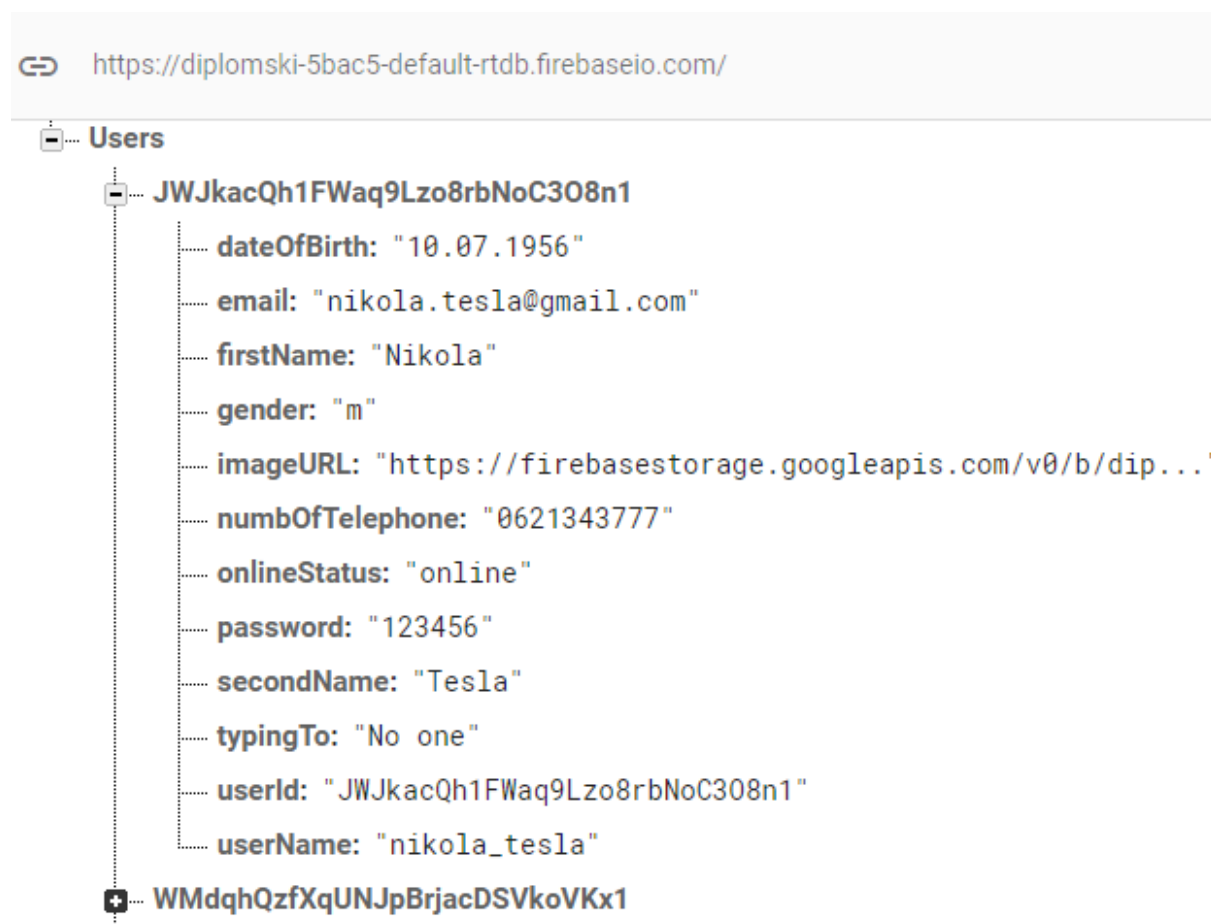 https://diplomski-5bac5-default-rtdb.firebaseio.com/
Users
JWJkacQh1FWaq9Lzo8rbNoC3O8n1
dateOfBirth: "10.07.1956"
email: "nikola.tesla@gmail.com"
firstName: "Nikola"
gender: "m"
imageURL: "https://firebasestorage.googleapis.com/v0/b/dip..."
numbOfTelephone: "0621343777"
onlineStatus: "online"
password: "123456"
secondName: "Tesla"
typingTo: "No one"
userId: "JWJkacQh1FWaq9Lzo8rbNoC3O8n1"
userName: "nikola_tesla"
WMdqhQzfXqUNJpBrjacDSVkoVKx1